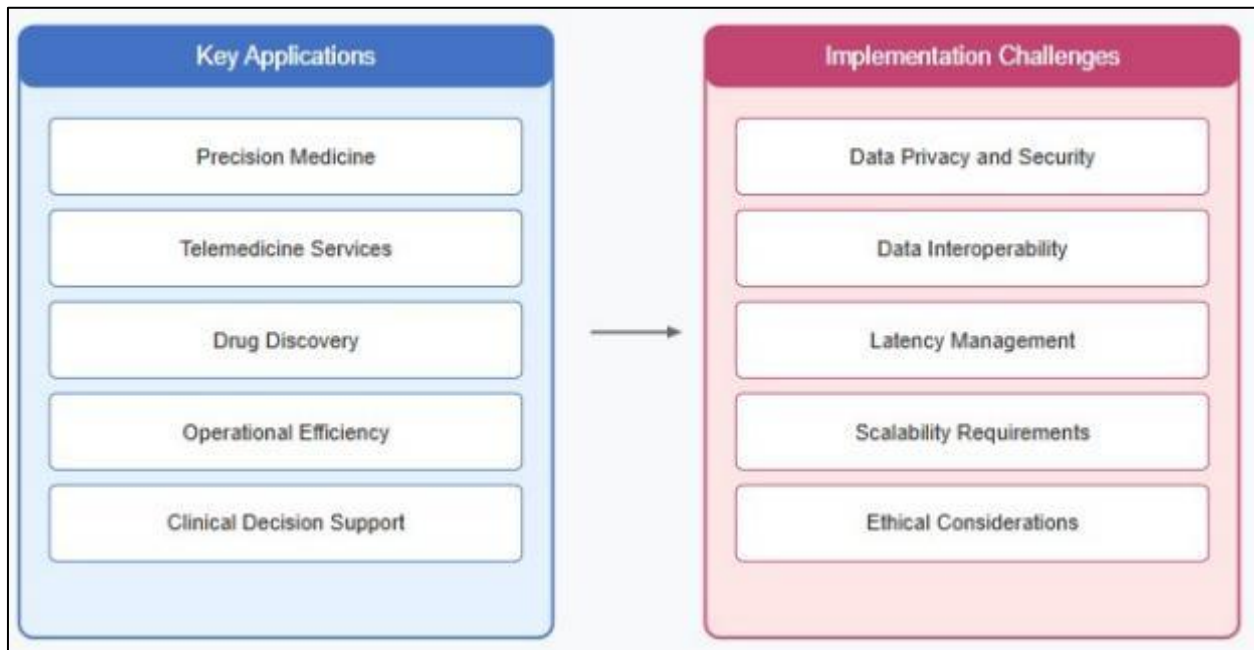 Key Applications
Precision Medicine
Telemedicine Services
Drug Discovery
Operational Efficiency
Clinical Decision Support
Implementation Challenges
Data Privacy and Security
Data Interoperability
Latency Management
Scalability Requirements
Ethical Considerations